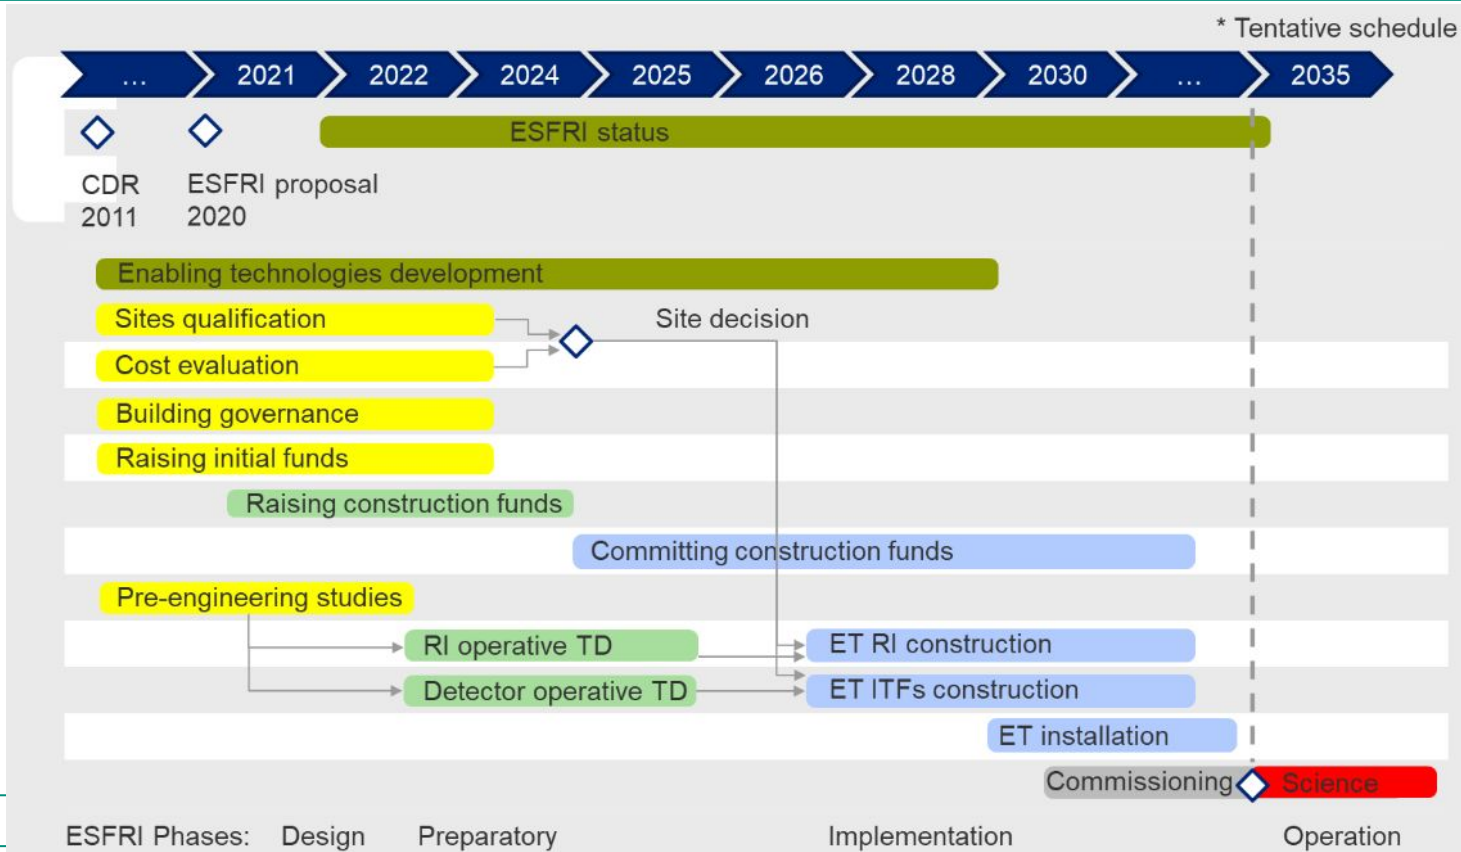 * Tentative schedule
... 2021 2022 2024 2025 2026 2028 2030 ... 2035
ESFRI status
CDR
2011
ESFRI proposal
2020
Enabling technologies development
Sites qualification
Site decision
Cost evaluation
Building governance
Raising initial funds
Raising construction funds
Committing construction funds
Pre-engineering studies
RI operative TD
ET RI construction
Detector operative TD
ET ITFs construction
ET installation
Commissioning
Science
ESFRI Phases: Design Preparatory Implementation Operation